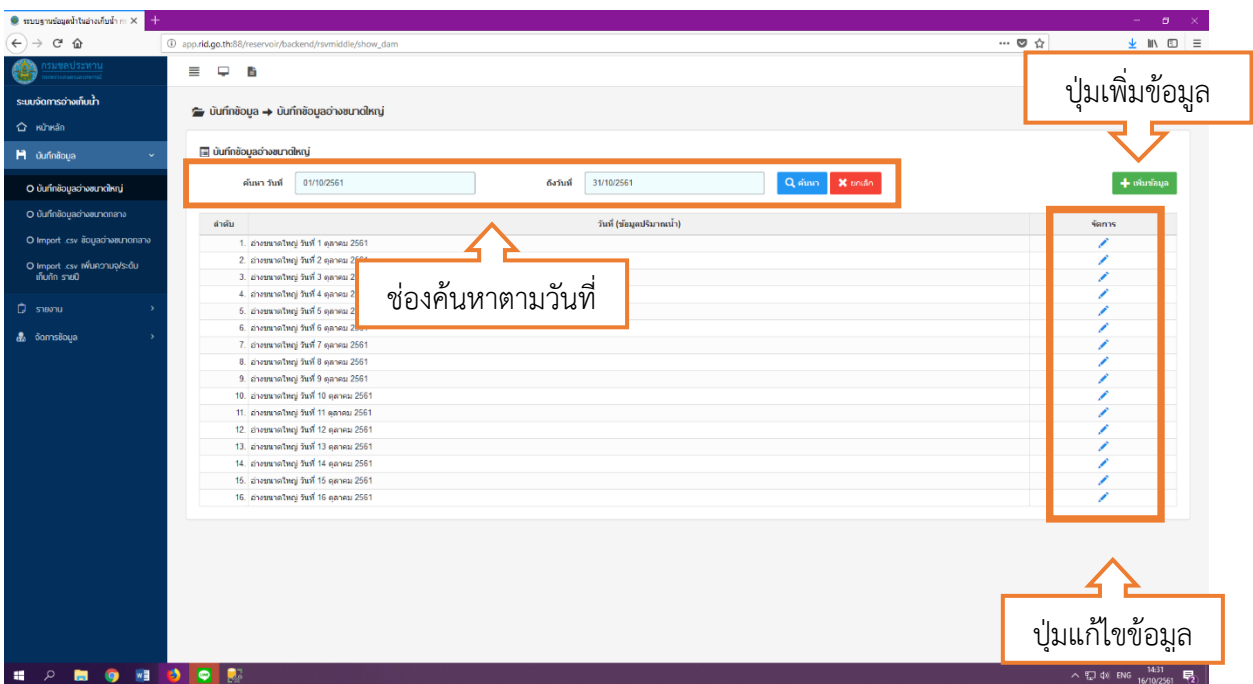 ระบบฐานข้อมูลน้ำในอ่างเก็บน้ำ ก
app.rid.go.th:88/reservoir/backend/rsvmiddle/show_dam
กรมชลประทาน
ปุ่มเพิ่มข้อมูล
ระบบจัดการอ่างเก็บน้ำ
บันทึกข้อมูล → บันทึกข้อมูลอ่างขนาดใหญ่
หน้าหลัก
บันทึกข้อมูล
บันทึกข้อมูลอ่างขนาดใหญ่
ค้นหา วันที่ 01/10/2561 ถึงวันที่ 31/10/2561 ค้นหา ยกเลิก เพิ่มข้อมูล
บันทึกข้อมูลอ่างขนาดใหญ่
บันทึกข้อมูลอ่างขนาดกลาง
Import .csv ข้อมูลอ่างขนาดกลาง
Import .csv เพิ่มความจุ/ระดับ
เก็บกัก รายปี
รายงาน
จัดการข้อมูล
ลำดับ วันที่ (ข้อมูลปริมาณน้ำ) จัดการ
1. อ่างขนาดใหญ่ วันที่ 1 ตุลาคม 2561
2. อ่างขนาดใหญ่ วันที่ 2 ตุลาคม
3. อ่างขนาดใหญ่ วันที่ 3 ตุลาคม
4. อ่างขนาดใหญ่ วันที่ 4 ตุลาคม
5. อ่างขนาดใหญ่ วันที่ 5 ตุลาคม
6. อ่างขนาดใหญ่ วันที่ 6 ตุลาคม
7. อ่างขนาดใหญ่ วันที่ 7 ตุลาคม 2561
8. อ่างขนาดใหญ่ วันที่ 8 ตุลาคม 2561
9. อ่างขนาดใหญ่ วันที่ 9 ตุลาคม 2561
10. อ่างขนาดใหญ่ วันที่ 10 ตุลาคม 2561
11. อ่างขนาดใหญ่ วันที่ 11 ตุลาคม 2561
12. อ่างขนาดใหญ่ วันที่ 12 ตุลาคม 2561
13. อ่างขนาดใหญ่ วันที่ 13 ตุลาคม 2561
14. อ่างขนาดใหญ่ วันที่ 14 ตุลาคม 2561
15. อ่างขนาดใหญ่ วันที่ 15 ตุลาคม 2561
16. อ่างขนาดใหญ่ วันที่ 16 ตุลาคม 2561
ช่องค้นหาตามวันที่
ปุ่มแก้ไขข้อมูล
ENG
14:31
16/10/2561